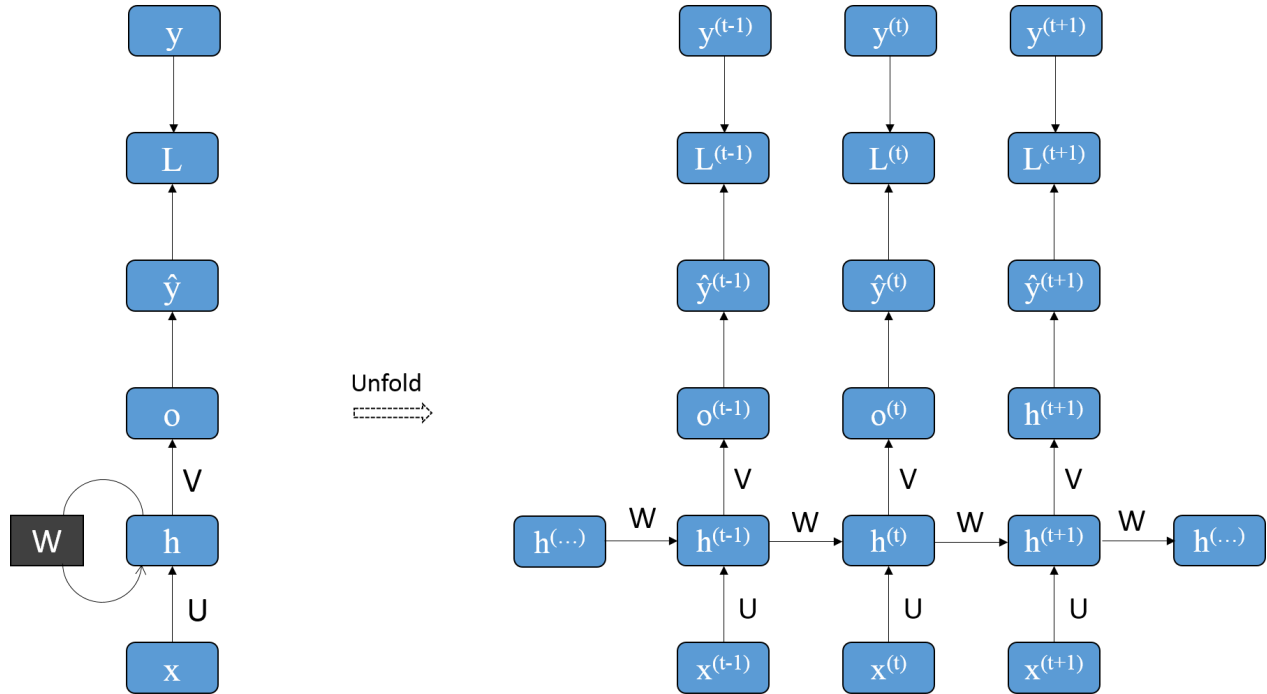 y
y(t-1) y(t) y(t+1)
L
L(t-1) L(t) L(t+1)
ŷ
ŷ(t-1) ŷ(t) ŷ(t+1)
Unfold
o
o(t-1) o(t) h(t+1)
V
V V V
W
h
h(...) W h(t-1) W h(t) W h(t+1) W h(...)
U
U U U
x
x(t-1) x(t) x(t+1)